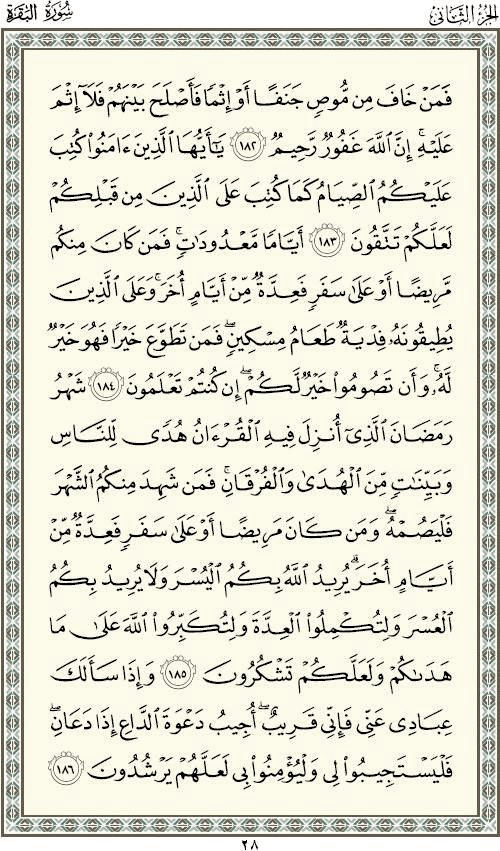 الجزء الثاني
سورة البقرة
فَمَنْ خَافَ مِن مُّوصٍ جَنَفًا أَوْ إِثْمًا فَأَصْلَحَ بَيْنَهُمْ فَلَآ إِثْمَ
عَلَيْهِ ۚ إِنَّ ٱللَّهَ غَفُورٌ رَّحِيمٌ ١٨٢ يَـٰٓأَيُّهَا ٱلَّذِينَ ءَامَنُوا۟ كُتِبَ
عَلَيْكُمُ ٱلصِّيَامُ كَمَا كُتِبَ عَلَى ٱلَّذِينَ مِن قَبْلِكُمْ
لَعَلَّكُمْ تَتَّقُونَ ١٨٣ أَيَّامًا مَّعْدُودَٰتٍ ۚ فَمَن كَانَ مِنكُم
مَّرِيضًا أَوْ عَلَىٰ سَفَرٍ فَعِدَّةٌ مِّنْ أَيَّامٍ أُخَرَ ۚ وَعَلَى ٱلَّذِينَ
يُطِيقُونَهُۥ فِدْيَةٌ طَعَامُ مِسْكِينٍ ۖ فَمَن تَطَوَّعَ خَيْرًا فَهُوَ خَيْرٌ
لَّهُۥ ۚ وَأَن تَصُومُوا۟ خَيْرٌ لَّكُمْ ۖ إِن كُنتُمْ تَعْلَمُونَ ١٨٤ شَهْرُ
رَمَضَانَ ٱلَّذِىٓ أُنزِلَ فِيهِ ٱلْقُرْءَانُ هُدًى لِّلنَّاسِ
وَبَيِّنَـٰتٍ مِّنَ ٱلْهُدَىٰ وَٱلْفُرْقَانِ ۚ فَمَن شَهِدَ مِنكُمُ ٱلشَّهْرَ
فَلْيَصُمْهُ ۖ وَمَن كَانَ مَرِيضًا أَوْ عَلَىٰ سَفَرٍ فَعِدَّةٌ مِّنْ
أَيَّامٍ أُخَرَ ۗ يُرِيدُ ٱللَّهُ بِكُمُ ٱلْيُسْرَ وَلَا يُرِيدُ بِكُمُ
ٱلْعُسْرَ وَلِتُكْمِلُوا۟ ٱلْعِدَّةَ وَلِتُكَبِّرُوا۟ ٱللَّهَ عَلَىٰ مَا
هَدَىٰكُمْ وَلَعَلَّكُمْ تَشْكُرُونَ ١٨٥ وَإِذَا سَأَلَكَ
عِبَادِى عَنِّى فَإِنِّى قَرِيبٌ ۖ أُجِيبُ دَعْوَةَ ٱلدَّاعِ إِذَا دَعَانِ ۖ
فَلْيَسْتَجِيبُوا۟ لِى وَلْيُؤْمِنُوا۟ بِى لَعَلَّهُمْ يَرْشُدُونَ ١٨٦
٢٨